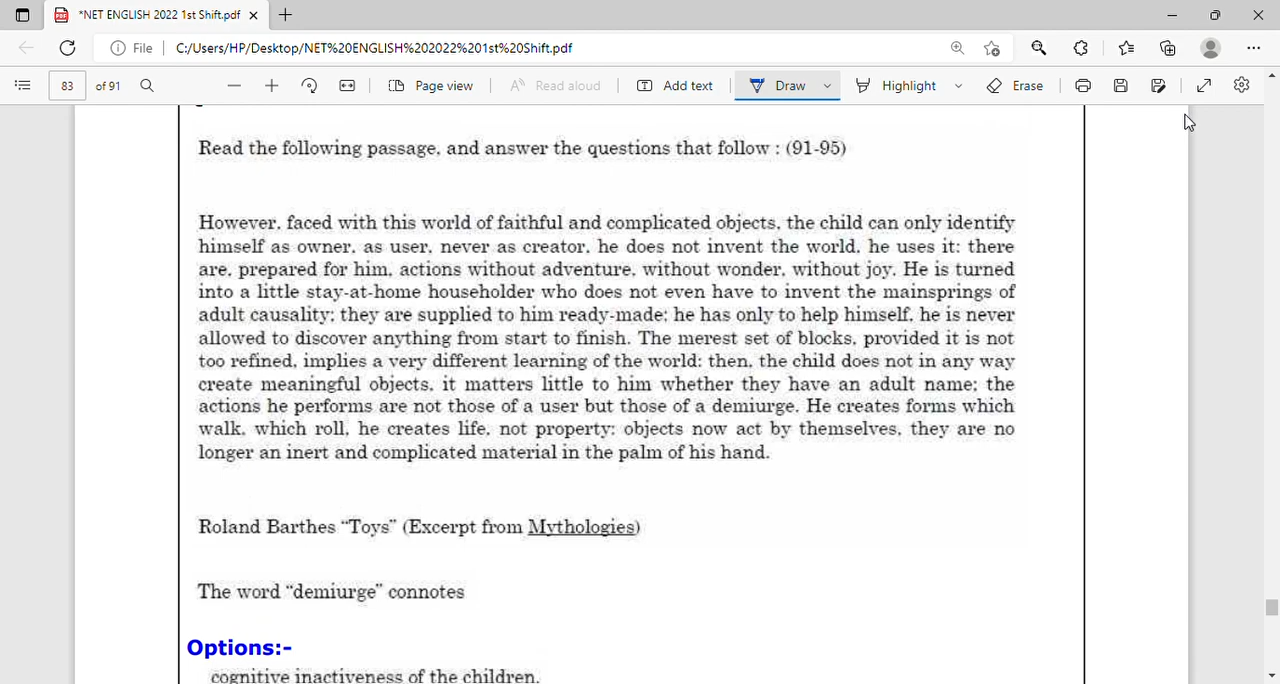 *NET ENGLISH 2022 1st Shift.pdf
File C:/Users/HP/Desktop/NET%20ENGLISH%202022%201st%20Shift.pdf
83 of 91 Page view Read aloud Add text Draw Highlight Erase
Read the following passage, and answer the questions that follow : (91-95)
However, faced with this world of faithful and complicated objects, the child can only identify
himself as owner, as user, never as creator, he does not invent the world, he uses it: there
are, prepared for him, actions without adventure, without wonder, without joy. He is turned
into a little stay-at-home householder who does not even have to invent the mainsprings of
adult causality; they are supplied to him ready-made: he has only to help himself, he is never
allowed to discover anything from start to finish. The merest set of blocks, provided it is not
too refined, implies a very different learning of the world: then, the child does not in any way
create meaningful objects, it matters little to him whether they have an adult name; the
actions he performs are not those of a user but those of a demiurge. He creates forms which
walk, which roll, he creates life, not property: objects now act by themselves, they are no
longer an inert and complicated material in the palm of his hand.
Roland Barthes “Toys” (Excerpt from Mythologies)
The word “demiurge” connotes
Options:-
cognitive inactiveness of the children.